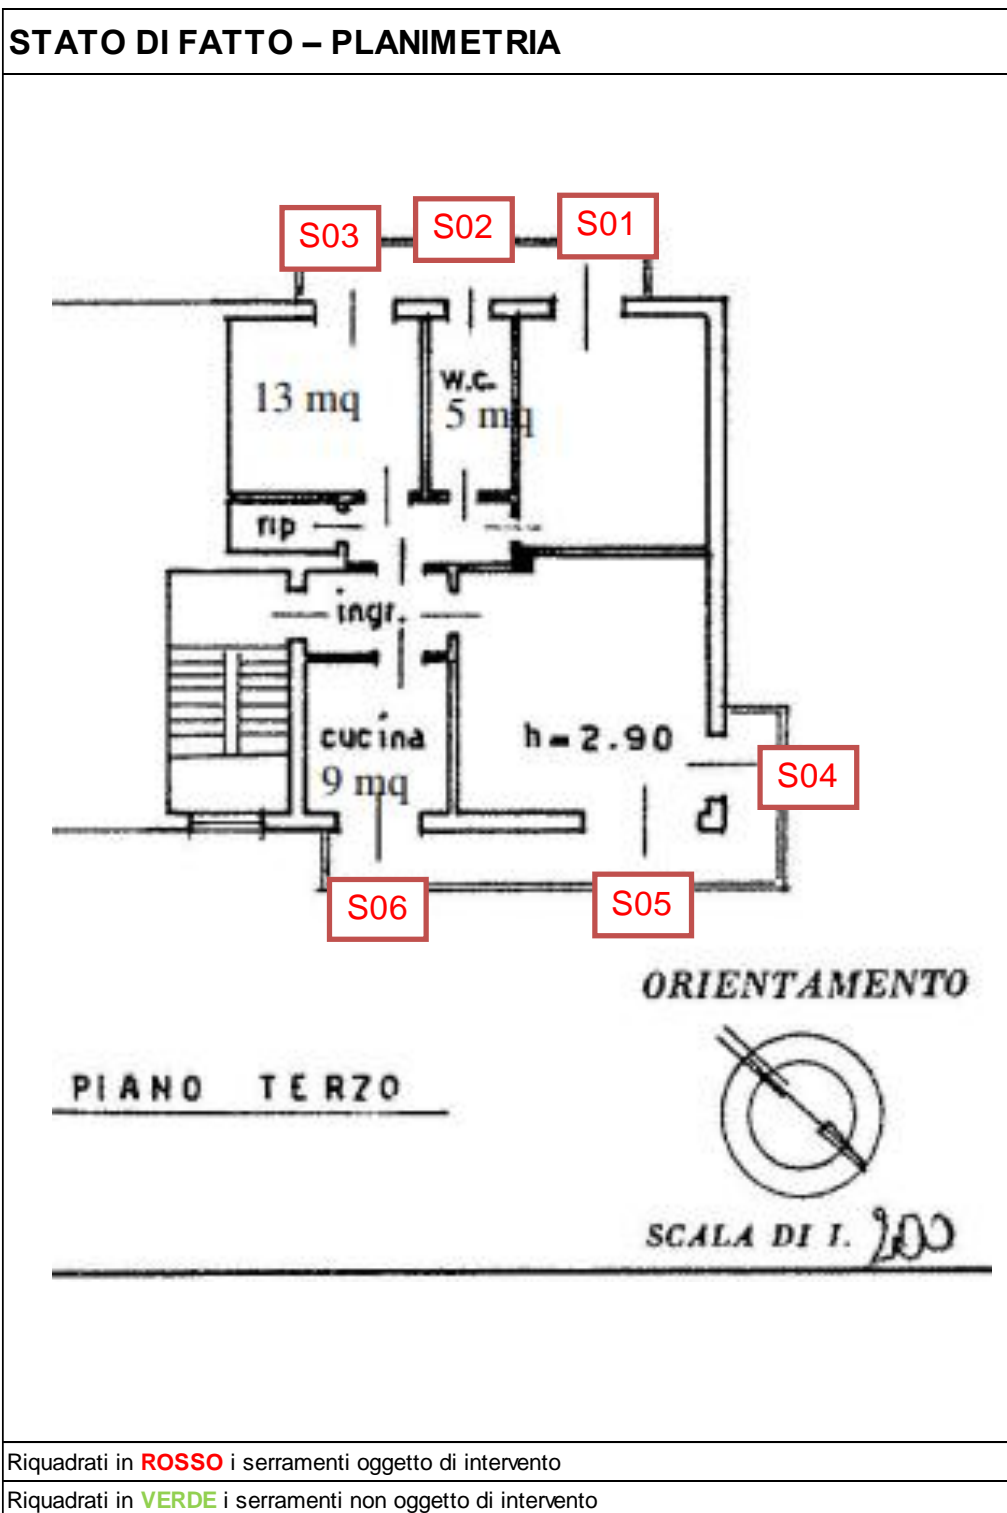 STATO DI FATTO – PLANIMETRIA
S03
S02
S01
13 mq
w.c.
5 mq
rip
ingr.
cucina
9 mq
h=2.90
S04
S06
S05
ORIENTAMENTO
PIANO TERZO
SCALA DI 1. 200
Riquadrati in ROSSO i serramenti oggetto di intervento
Riquadrati in VERDE i serramenti non oggetto di intervento